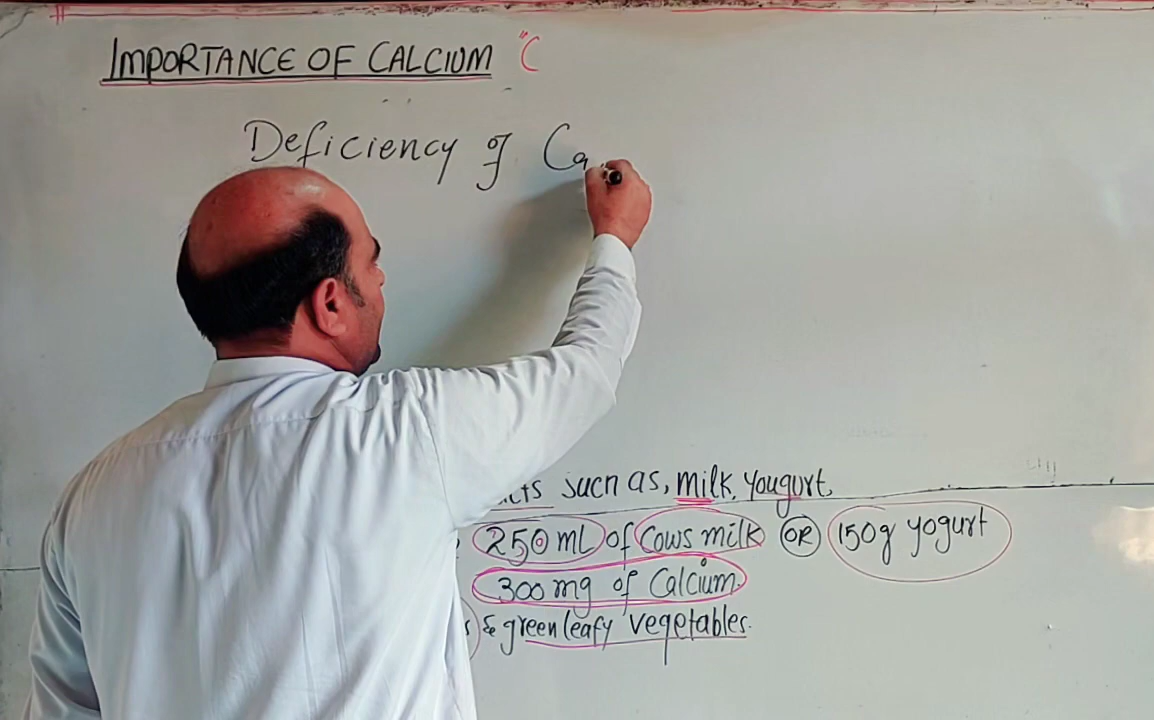 IMPORTANCE OF CALCIUM "C
Deficiency of Ca
such as, milk, yougurt,
250 mL of Cows milk OR 150g yogurt
300 mg of Calcium
& green leafy vegetables.